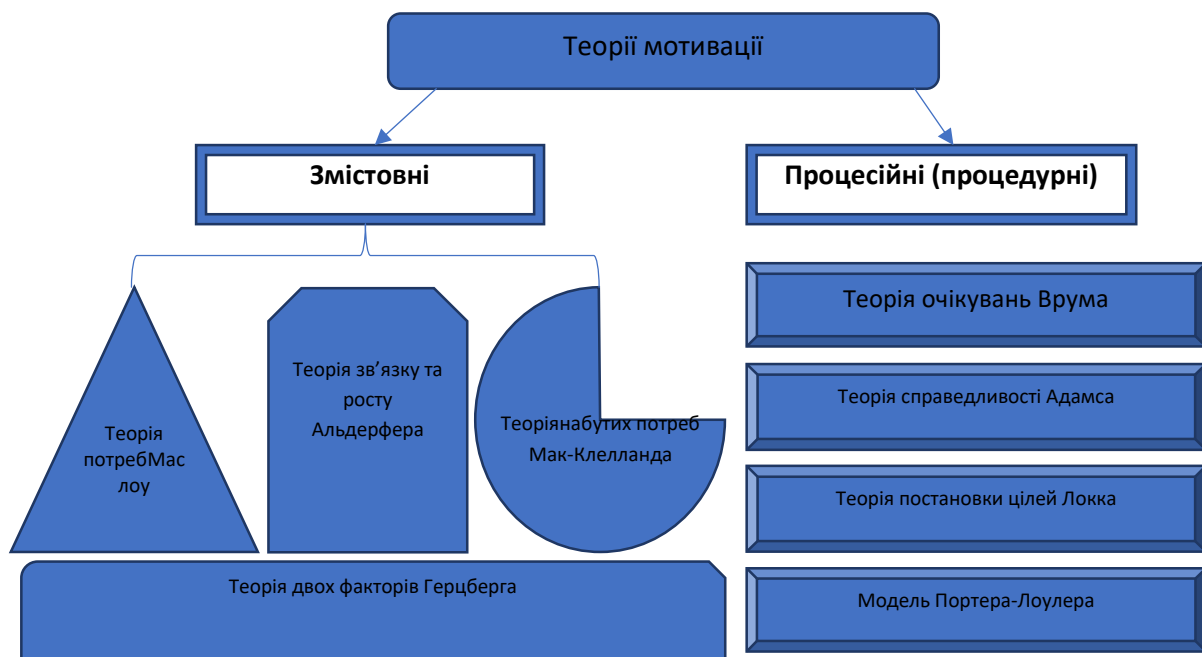 Теорії мотивації
Змістовні
Процесійні (процедурні)
Теорія
потребМас
лоу
Теорія зв’язку та
росту
Альдерфера
Теоріянабутих потреб
Мак-Клелланда
Теорія двох факторів Герцберга
Теорія очікувань Врума
Теорія справедливості Адамса
Теорія постановки цілей Локка
Модель Портера-Лоулера